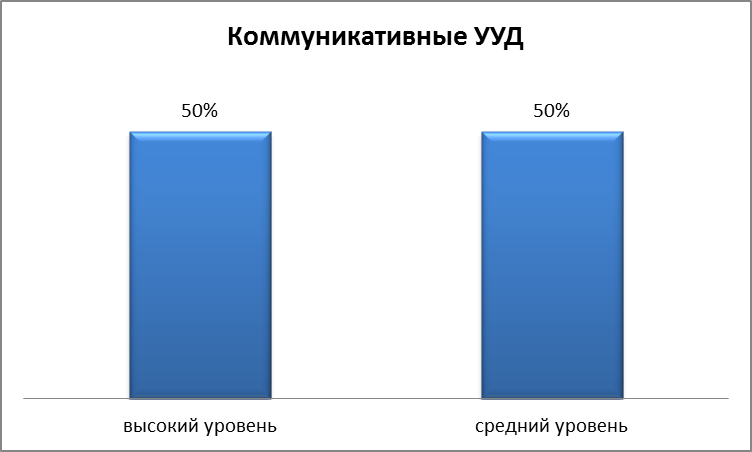 Коммуникативные УУД
50%
50%
высокий уровень
средний уровень